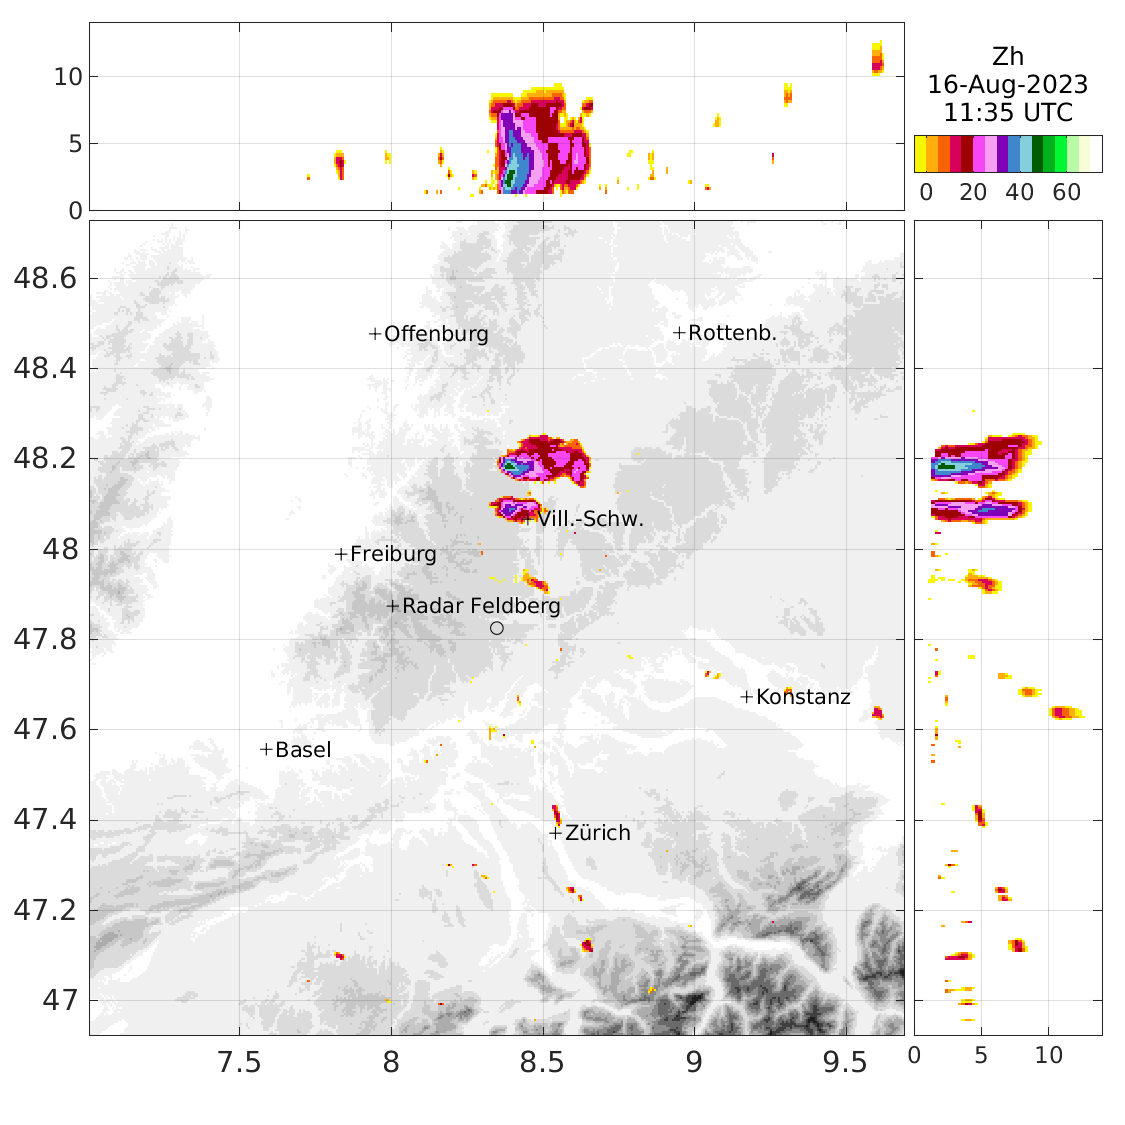 10
5
0
Zh
16-Aug-2023
11:35 UTC
0 20 40 60
48.6
48.4
48.2
48
47.8
47.6
47.4
47.2
47
+Offenburg
+Rottenb.
+Vill.-Schw.
+Freiburg
+Radar Feldberg
+Konstanz
+Basel
+Zürich
7.5 8 8.5 9 9.5
0 5 10